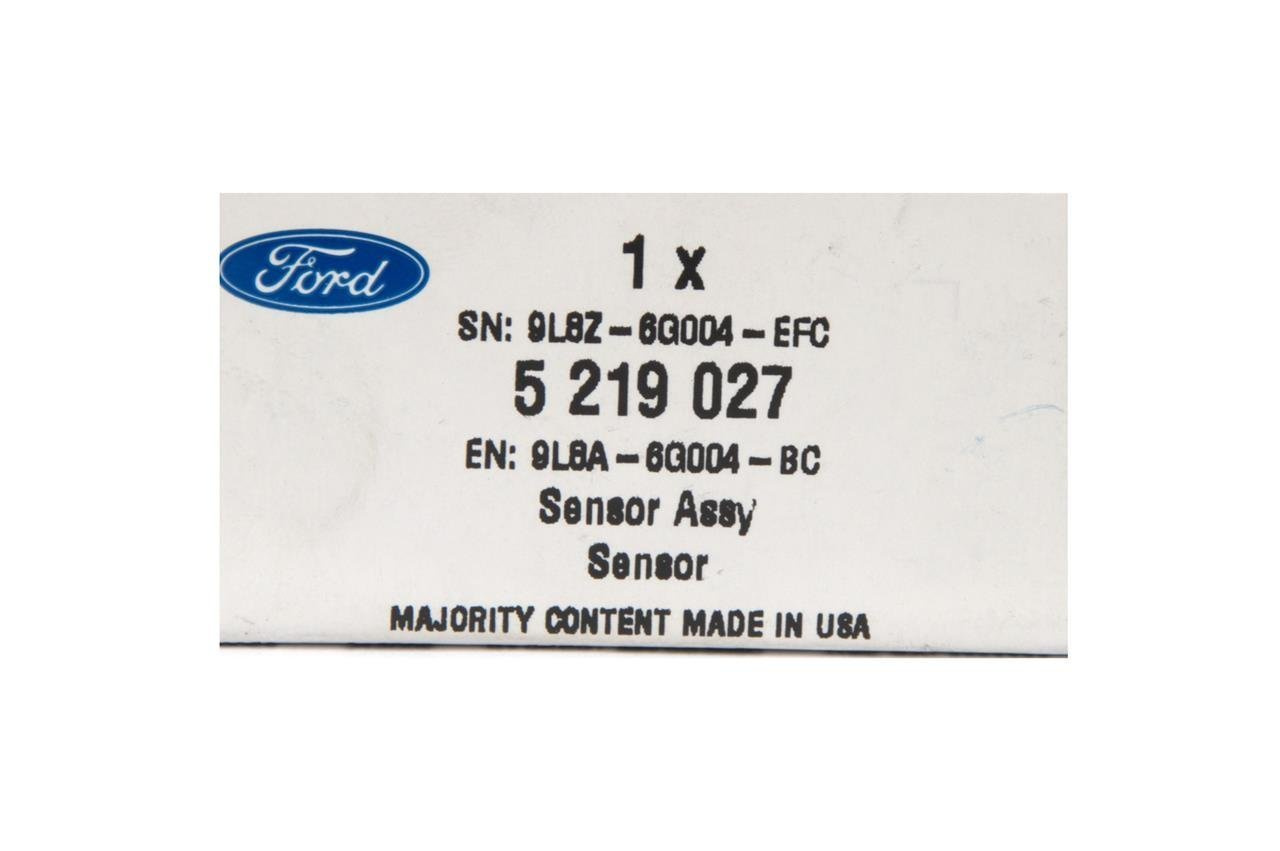 Ford
1 x
SN: 9L8Z-6G004-EFC
5 219 027
EN: 9L8A-6G004-BC
Sensor Assy
Sensor
MAJORITY CONTENT MADE IN USA